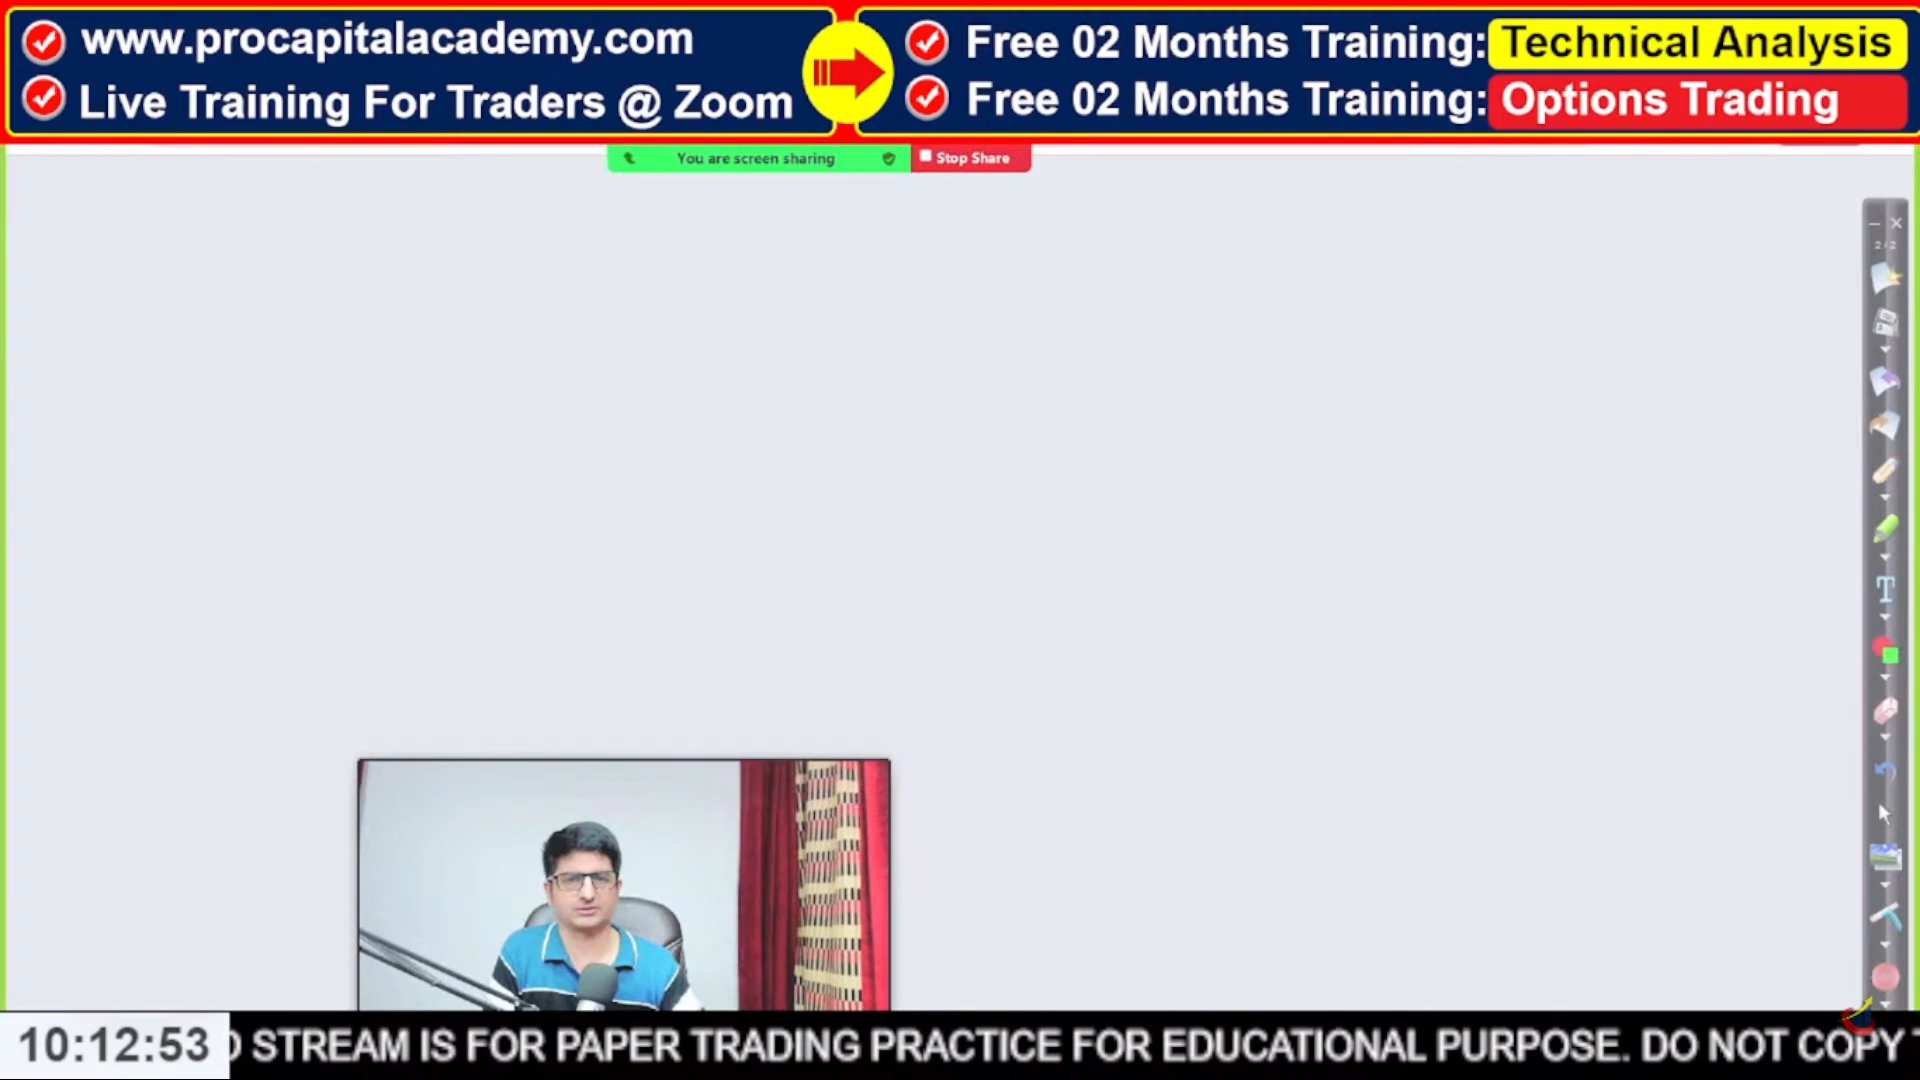 www.procapitalacademy.com
Live Training For Traders @ Zoom
Free 02 Months Training: Technical Analysis
Free 02 Months Training: Options Trading
You are screen sharing
Stop Share
2/2
T
10:12:53
STREAM IS FOR PAPER TRADING PRACTICE FOR EDUCATIONAL PURPOSE. DO NOT COPY